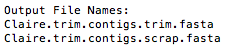 Output File Names:
Claire.trim.contigs.trim.fasta
Claire.trim.contigs.scrap.fasta